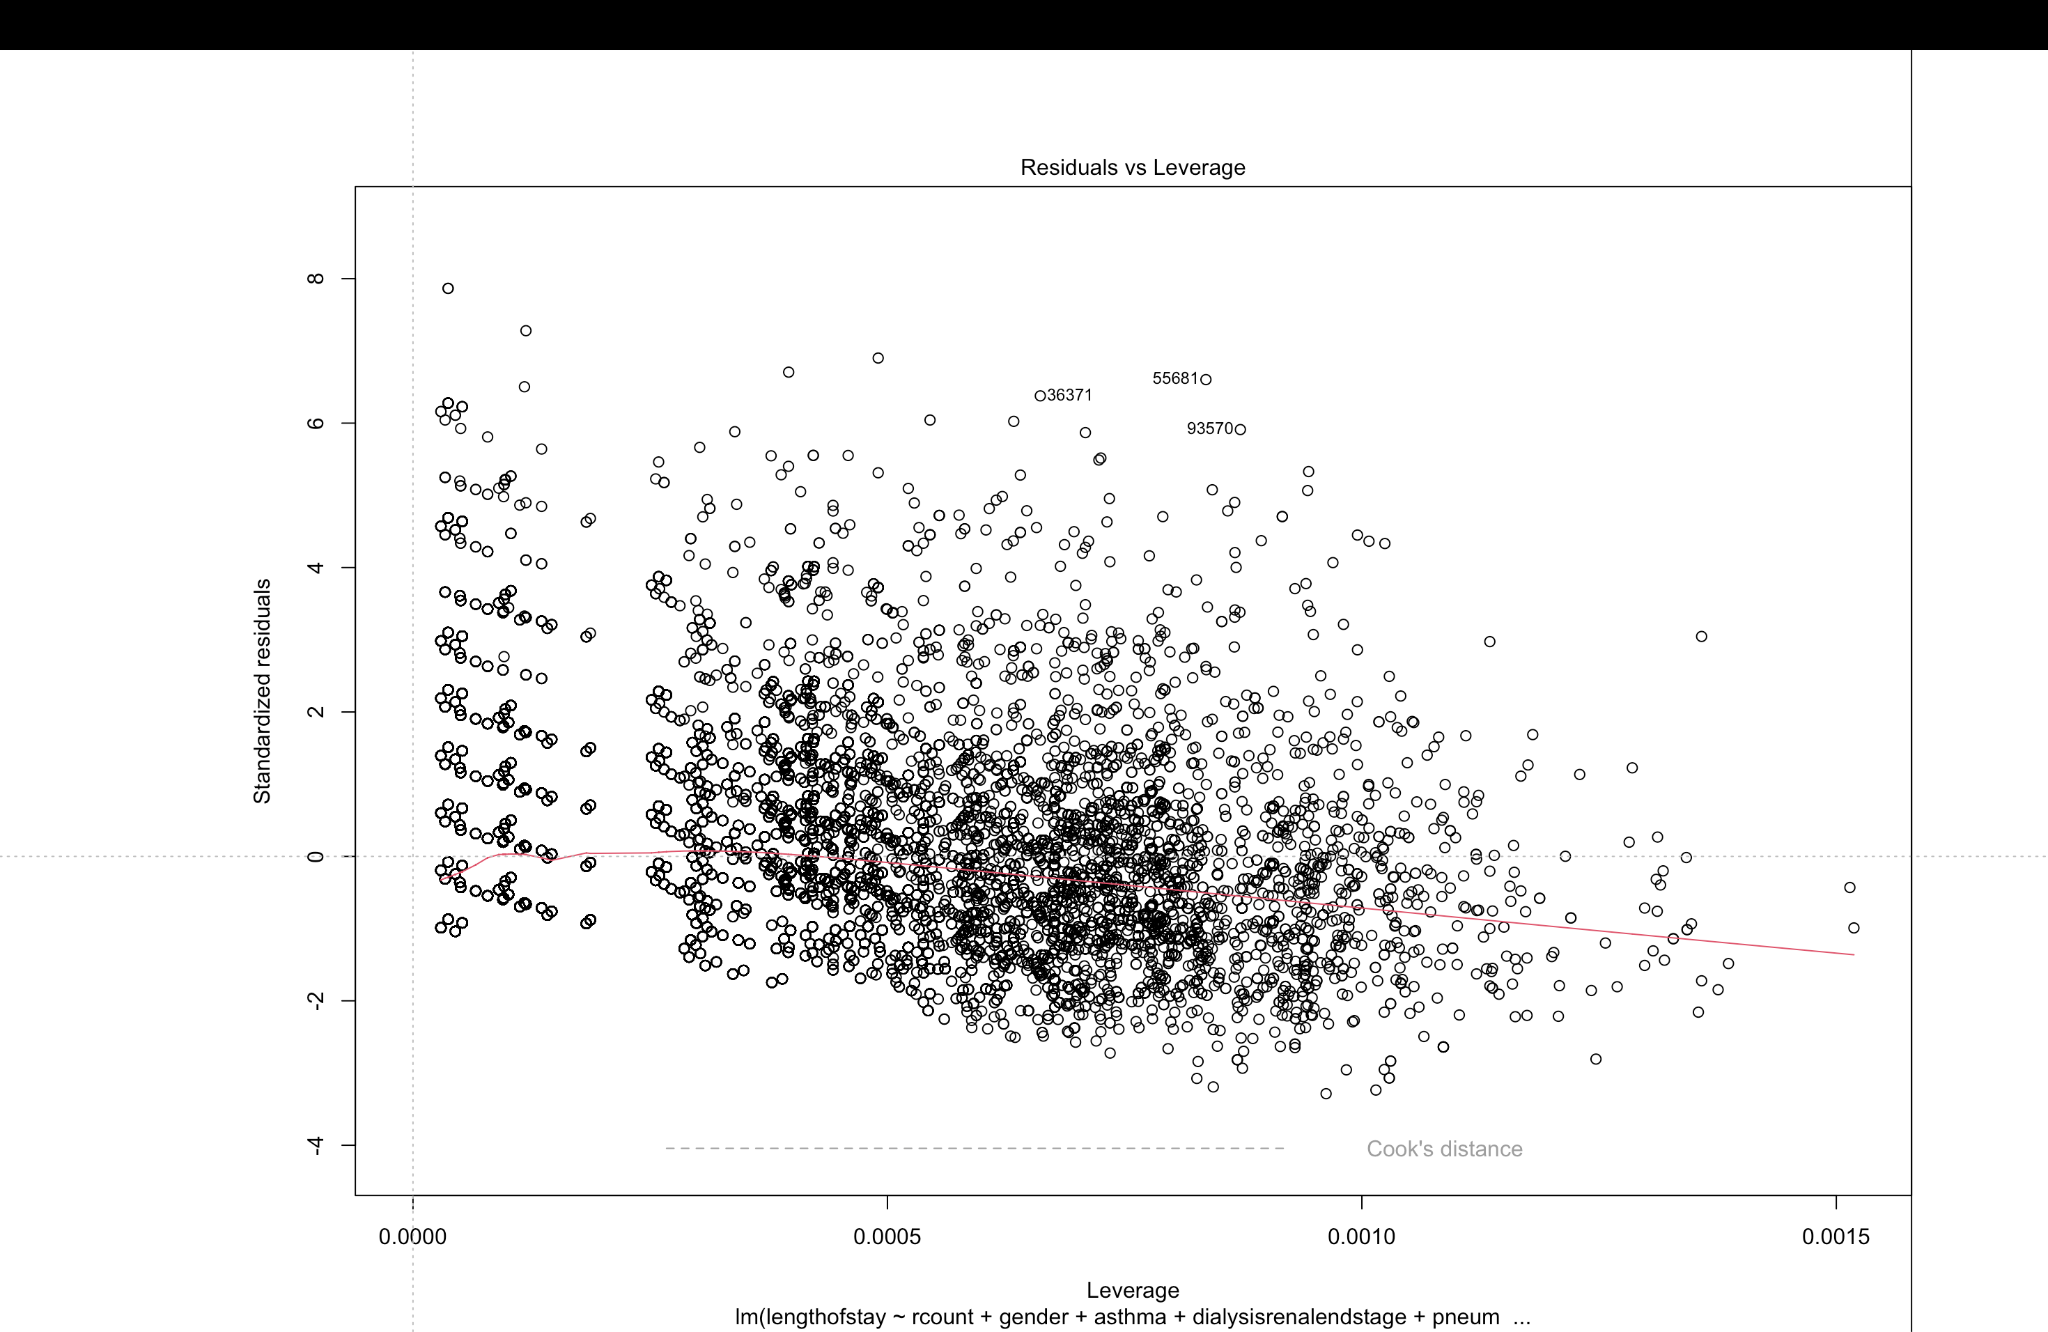 Residuals vs Leverage
Standardized residuals
8
6
4
2
0
-2
-4
55681
36371
93570
Cook's distance
0.0000 0.0005 0.0010 0.0015
Leverage
lm(lengthofstay ~ rcount + gender + asthma + dialysisrenalendstage + pneum ...